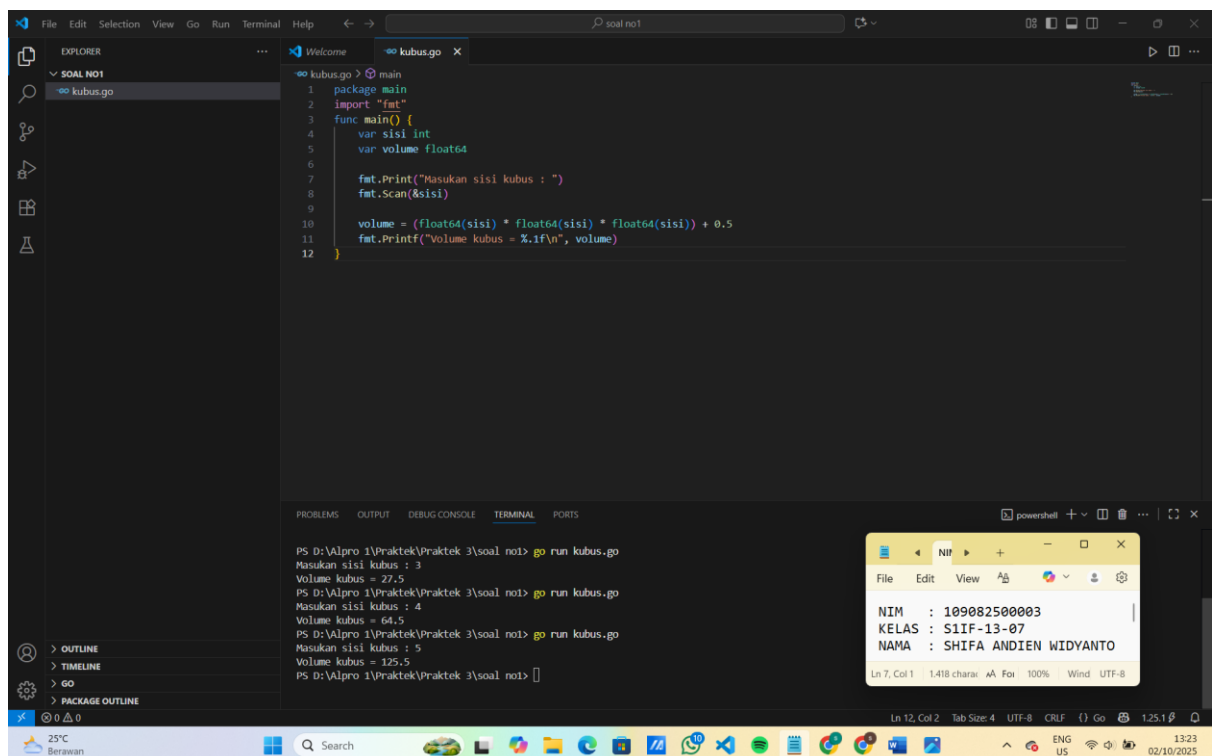 File Edit Selection View Go Run Terminal Help
soal no1
EXPLORER
Welcome
kubus.go
SOAL NO1
kubus.go
kubus.go > main
1 package main
2 import "fmt"
3 func main() {
4 var sisi int
5 var volume float64
6
7 fmt.Print("Masukan sisi kubus : ")
8 fmt.Scan(&sisi)
9
10 volume = (float64(sisi) * float64(sisi) * float64(sisi)) + 0.5
11 fmt.Printf("Volume kubus = %.1f\n", volume)
12 }
PROBLEMS OUTPUT DEBUG CONSOLE TERMINAL PORTS
powershell
PS D:\Alpro 1\Praktek\Praktek 3\soal no1> go run kubus.go
Masukan sisi kubus : 3
Volume kubus = 27.5
PS D:\Alpro 1\Praktek\Praktek 3\soal no1> go run kubus.go
Masukan sisi kubus : 4
Volume kubus = 64.5
PS D:\Alpro 1\Praktek\Praktek 3\soal no1> go run kubus.go
Masukan sisi kubus : 5
Volume kubus = 125.5
PS D:\Alpro 1\Praktek\Praktek 3\soal no1>
NIM
File Edit View
NIM : 109082500003
KELAS : S1IF-13-07
NAMA : SHIFA ANDIEN WIDYANTO
Ln 7, Col 1 1.418 charac For 100% Wind UTF-8
OUTLINE
TIMELINE
GO
PACKAGE OUTLINE
0 0
Ln 12, Col 2 Tab Size: 4 UTF-8 CRLF {} Go 1.25.1
25°C
Berawan
Search
ENG
US
13:23
02/10/2025